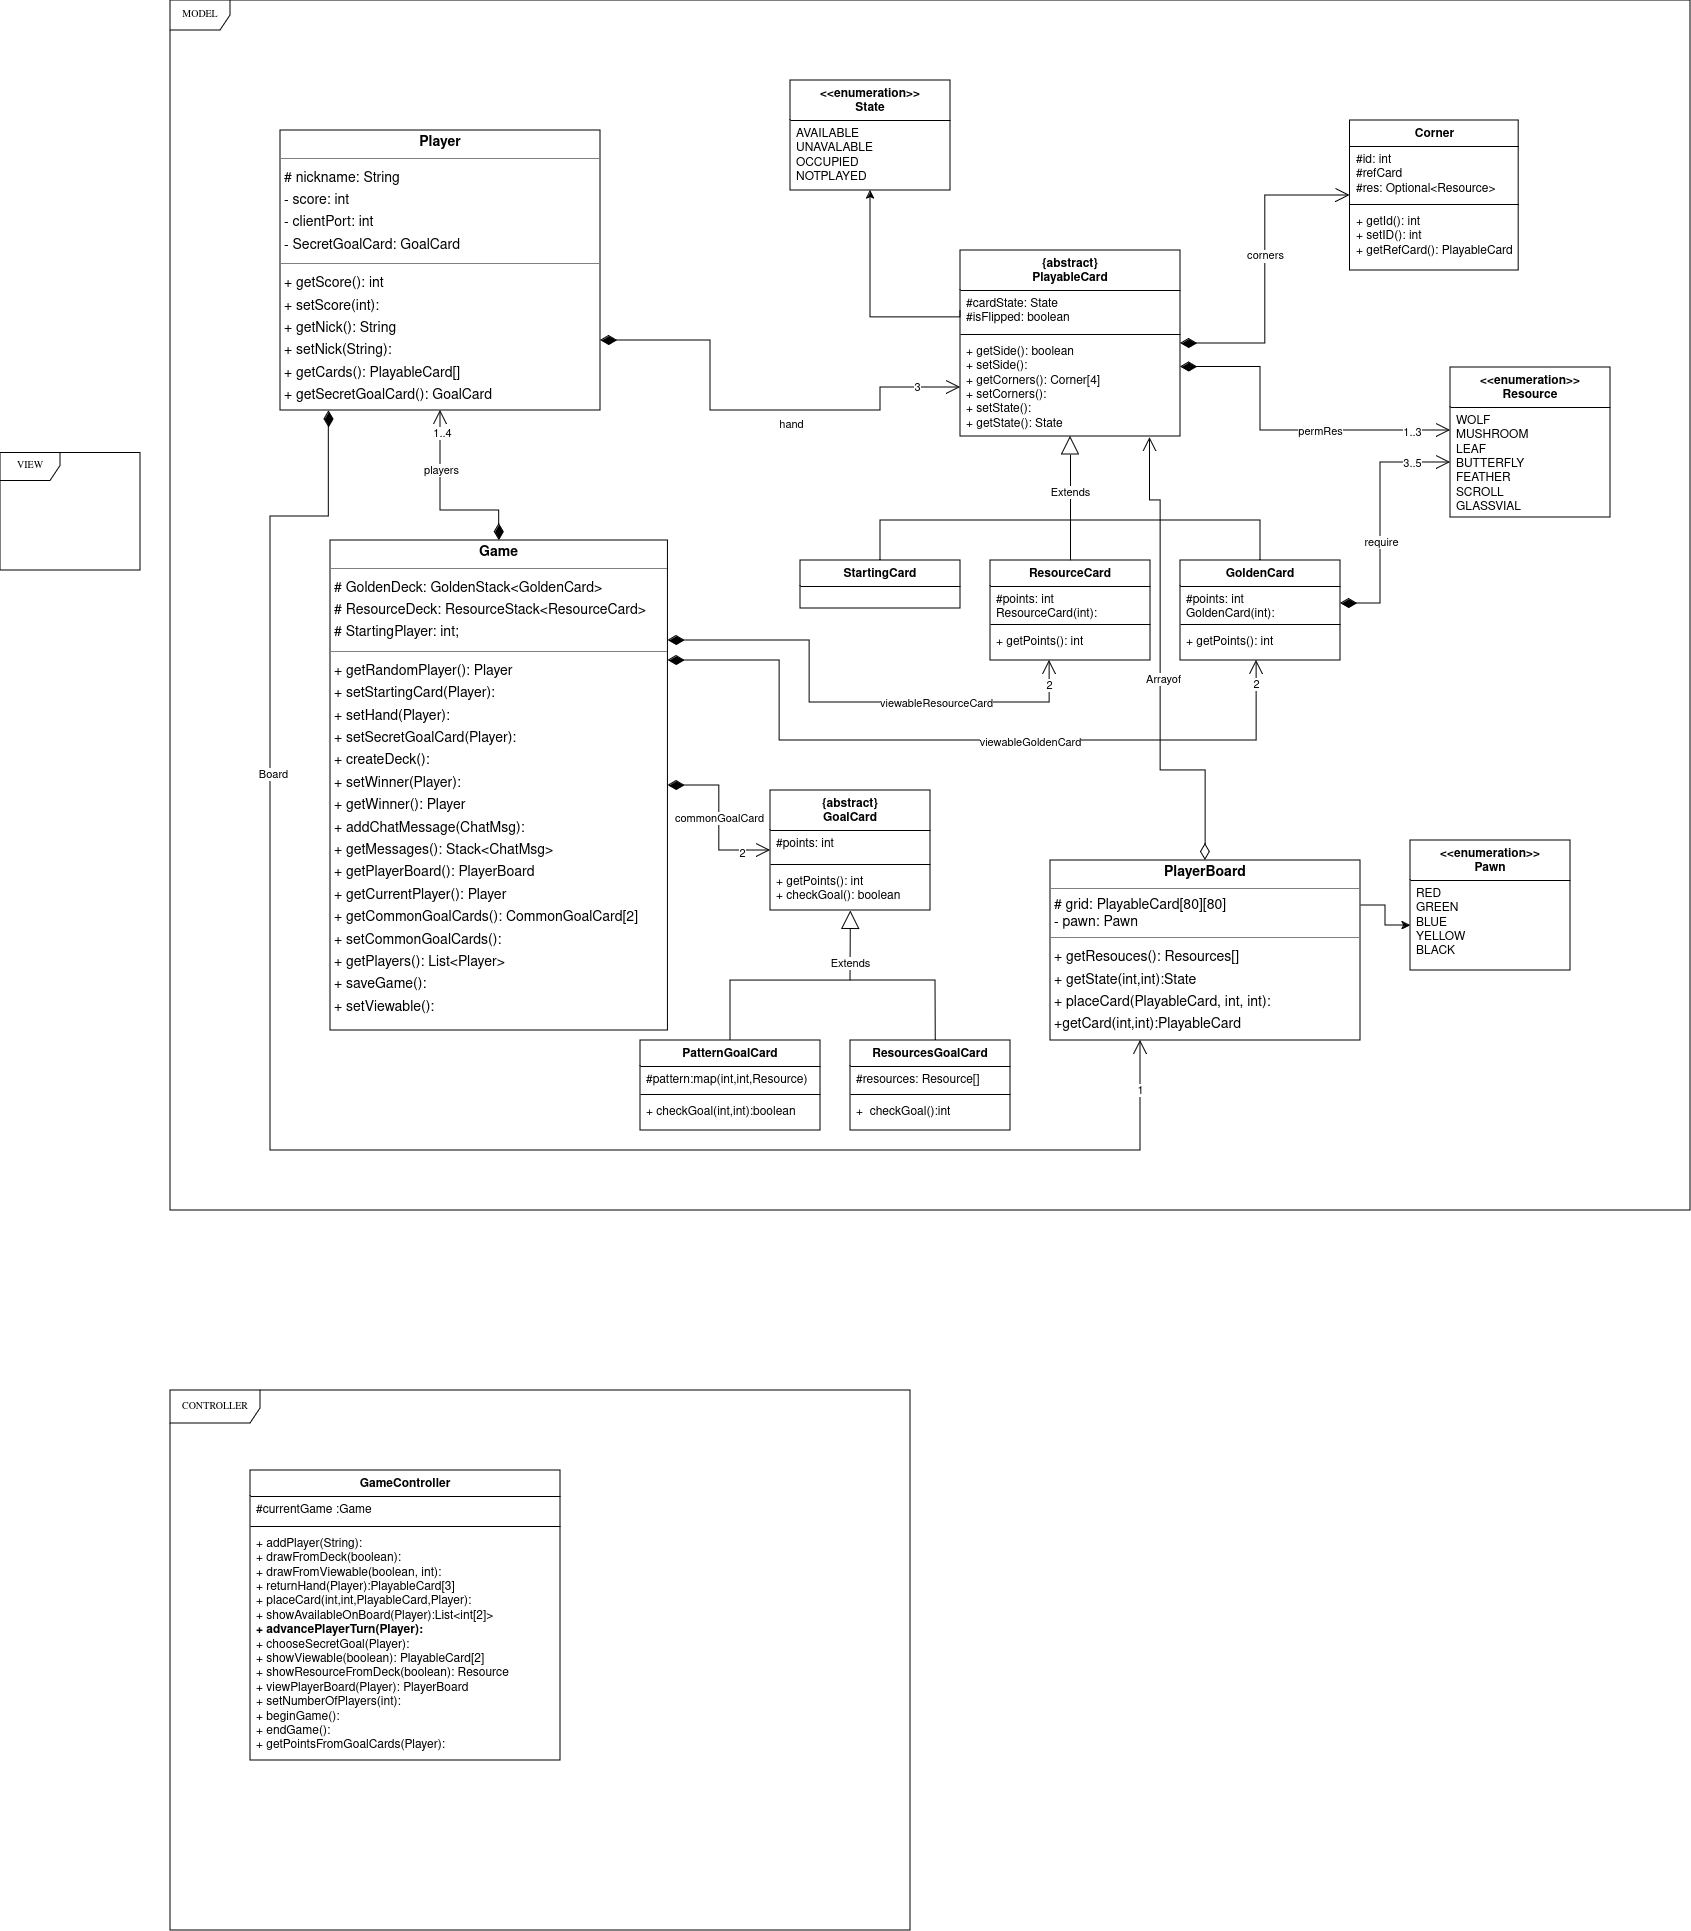 MODEL
<<enumeration>>
State
AVAILABLE
UNAVALABLE
OCCUPIED
NOTPLAYED
Player
# nickname: String
- score: int
- clientPort: int
- SecretGoalCard: GoalCard
+ getScore(): int
+ setScore(int):
+ getNick(): String
+ setNick(String):
+ getCards(): PlayableCard[]
+ getSecretGoalCard(): GoalCard
Corner
#id: int
#refCard
#res: Optional<Resource>
+ getId(): int
+ setID(): int
+ getRefCard(): PlayableCard
corners
{abstract}
PlayableCard
#cardState: State
#isFlipped: boolean
+ getSide(): boolean
+ setSide():
+ getCorners(): Corner[4]
+ setCorners():
+ setState():
+ getState(): State
3
hand
<<enumeration>>
Resource
WOLF
MUSHROOM
LEAF
BUTTERFLY
FEATHER
SCROLL
GLASSVIAL
permRes
1..3
3..5
require
1..4
players
VIEW
Extends
Game
# GoldenDeck: GoldenStack<GoldenCard>
# ResourceDeck: ResourceStack<ResourceCard>
# StartingPlayer: int;
+ getRandomPlayer(): Player
+ setStartingCard(Player):
+ setHand(Player):
+ setSecretGoalCard(Player):
+ createDeck():
+ setWinner(Player):
+ getWinner(): Player
+ addChatMessage(ChatMsg):
+ getMessages(): Stack<ChatMsg>
+ getPlayerBoard(): PlayerBoard
+ getCurrentPlayer(): Player
+ getCommonGoalCards(): CommonGoalCard[2]
+ setCommonGoalCards():
+ getPlayers(): List<Player>
+ saveGame():
+ setViewable():
StartingCard
ResourceCard
#points: int
ResourceCard(int):
+ getPoints(): int
GoldenCard
#points: int
GoldenCard(int):
+ getPoints(): int
Arrayof
2
2
viewableResourceCard
viewableGoldenCard
Board
commonGoalCard
2
{abstract}
GoalCard
#points: int
+ getPoints(): int
+ checkGoal(): boolean
Extends
PlayerBoard
# grid: PlayableCard[80][80]
- pawn: Pawn
+ getResouces(): Resources[]
+ getState(int,int):State
+ placeCard(PlayableCard, int, int):
+getCard(int,int):PlayableCard
<<enumeration>>
Pawn
RED
GREEN
BLUE
YELLOW
BLACK
PatternGoalCard
#pattern:map(int,int,Resource)
+ checkGoal(int,int):boolean
ResourcesGoalCard
#resources: Resource[]
+  checkGoal():int
1
CONTROLLER
GameController
#currentGame :Game
+ addPlayer(String):
+ drawFromDeck(boolean):
+ drawFromViewable(boolean, int):
+ returnHand(Player):PlayableCard[3]
+ placeCard(int,int,PlayableCard,Player):
+ showAvailableOnBoard(Player):List<int[2]>
+ advancePlayerTurn(Player):
+ chooseSecretGoal(Player):
+ showViewable(boolean): PlayableCard[2]
+ showResourceFromDeck(boolean): Resource
+ viewPlayerBoard(Player): PlayerBoard
+ setNumberOfPlayers(int):
+ beginGame():
+ endGame():
+ getPointsFromGoalCards(Player):